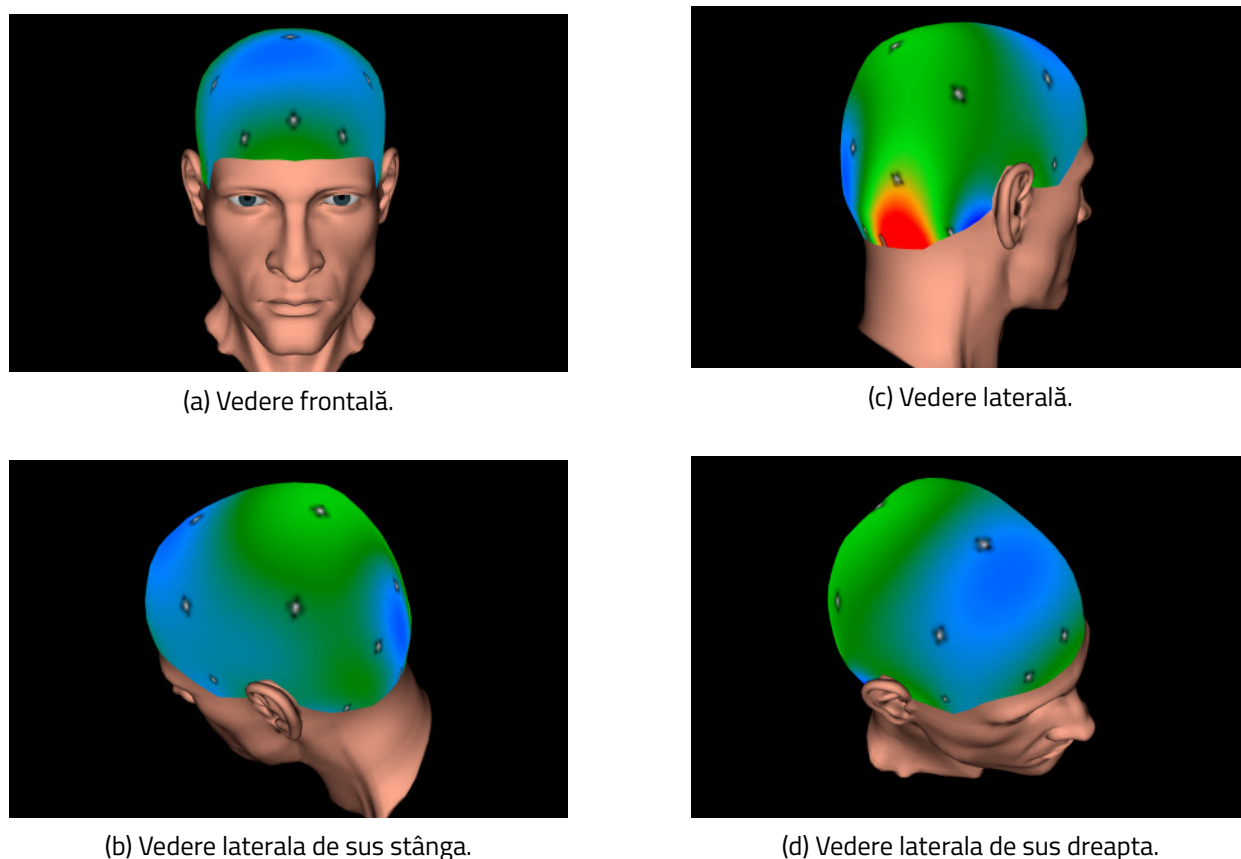 (a) Vedere frontală.
(c) Vedere laterală.
(b) Vedere laterala de sus stânga.
(d) Vedere laterala de sus dreapta.